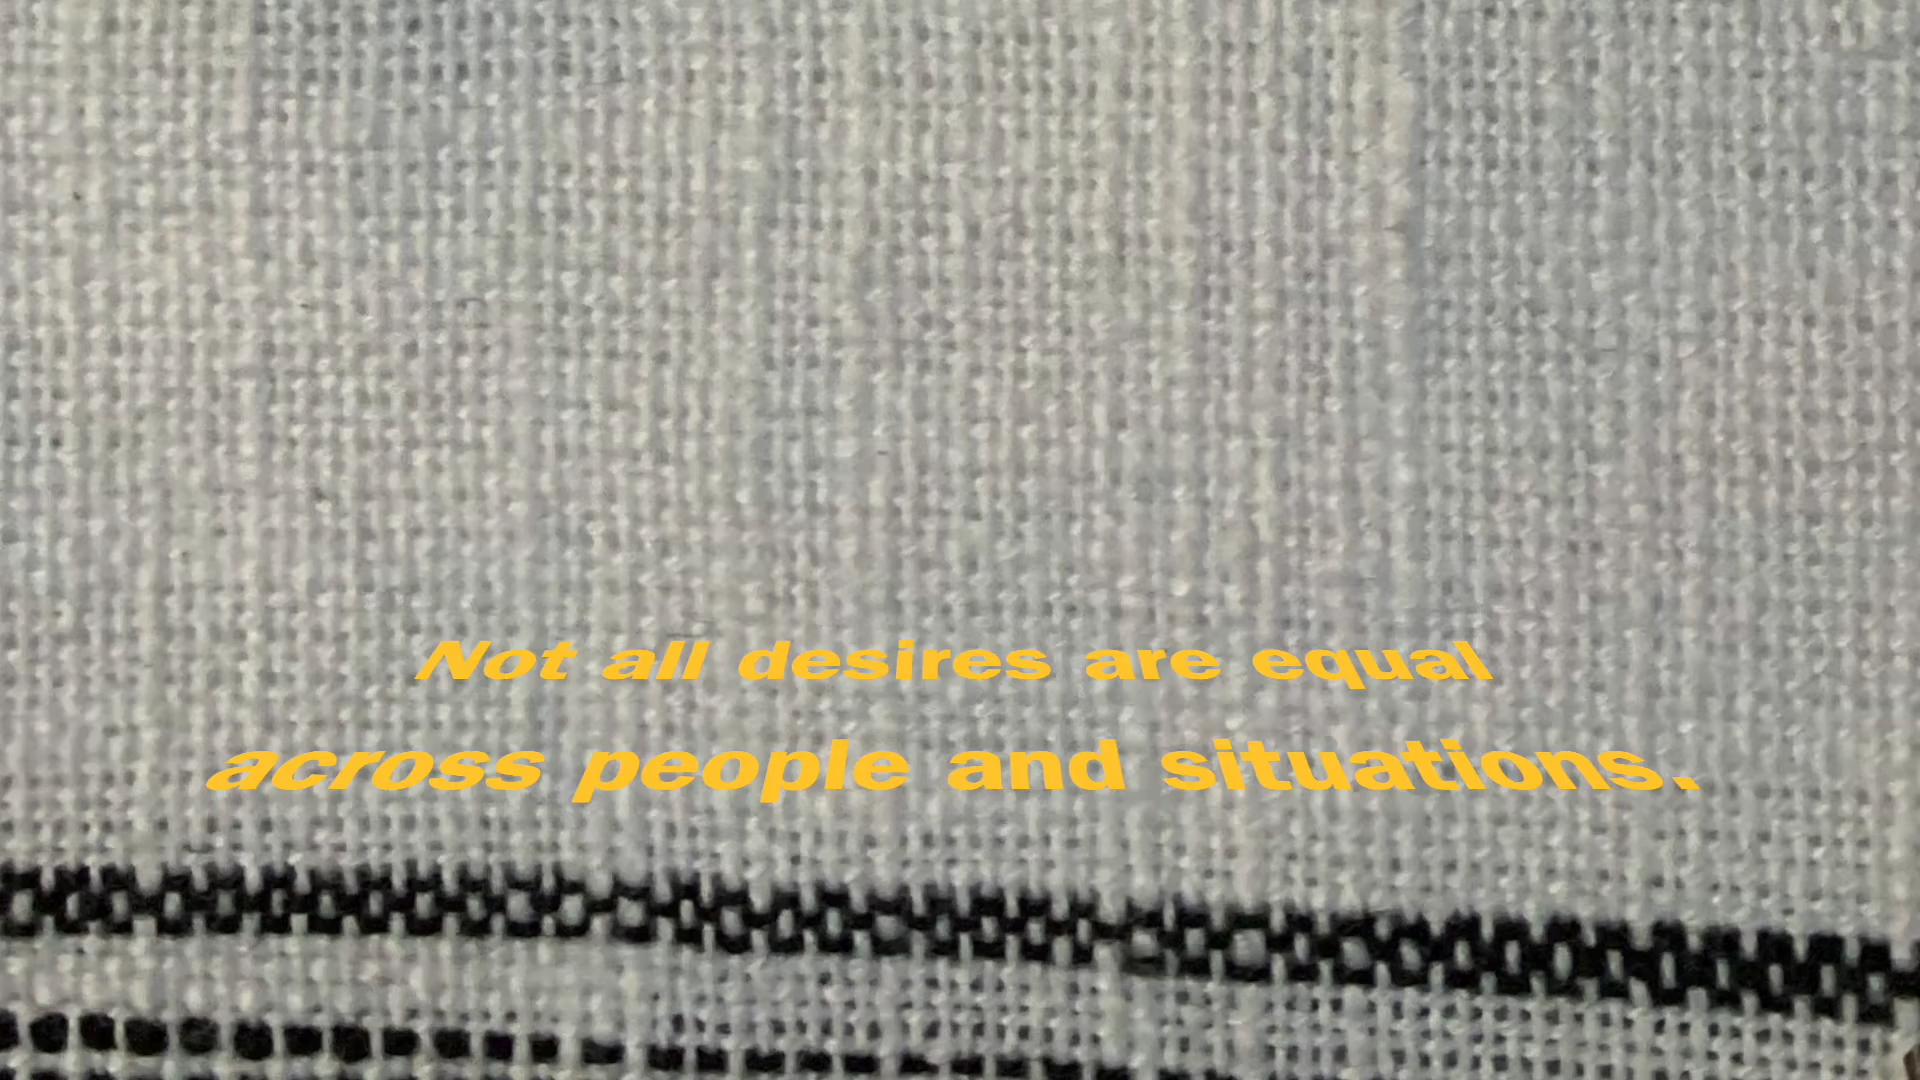 Not all desires are equal
across people and situations.